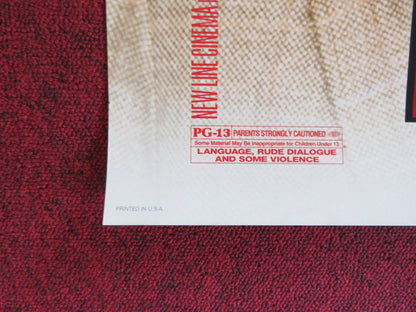 NEW LINE CINEMA
PG-13 PARENTS STRONGLY CAUTIONED
Some Material May Be Inappropriate for Children Under 13
LANGUAGE, RUDE DIALOGUE
AND SOME VIOLENCE
PRINTED IN U.S.A.